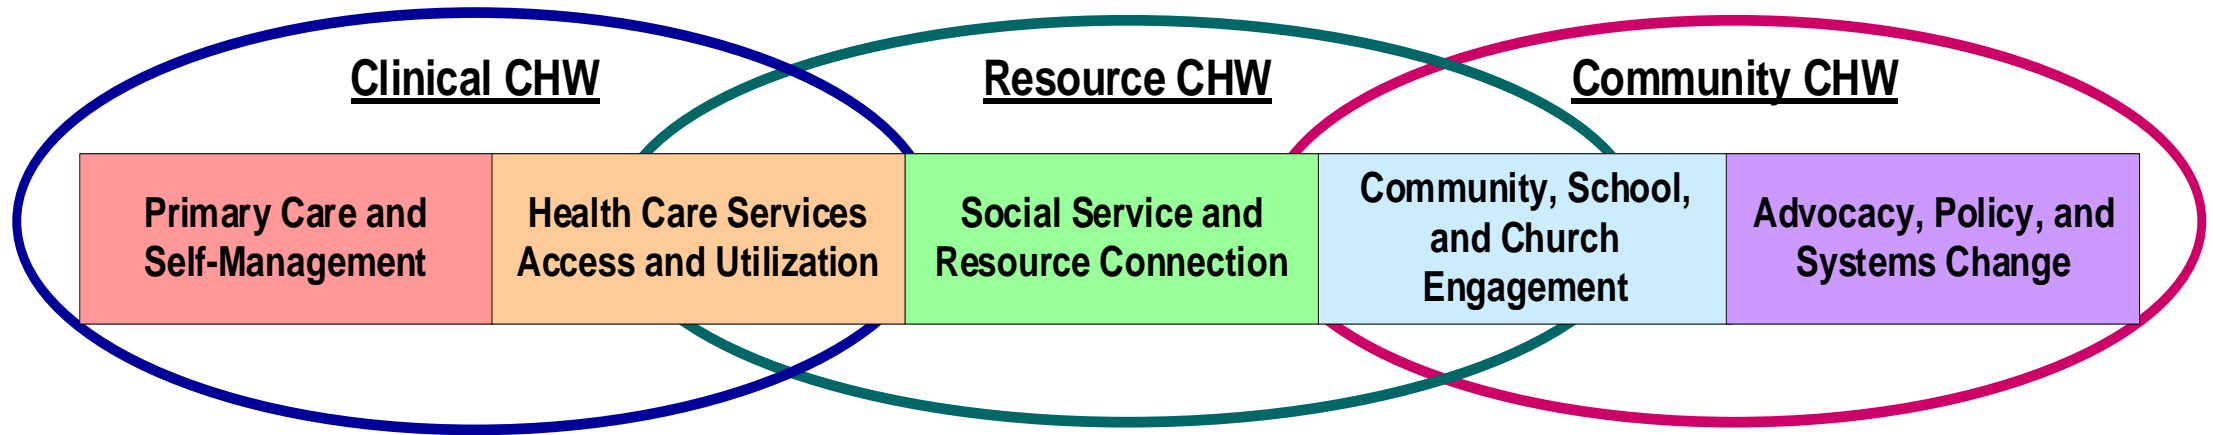 Clinical CHW
Resource CHW
Community CHW
Primary Care and
Self-Management
Health Care Services
Access and Utilization
Social Service and
Resource Connection
Community, School,
and Church
Engagement
Advocacy, Policy, and
Systems Change